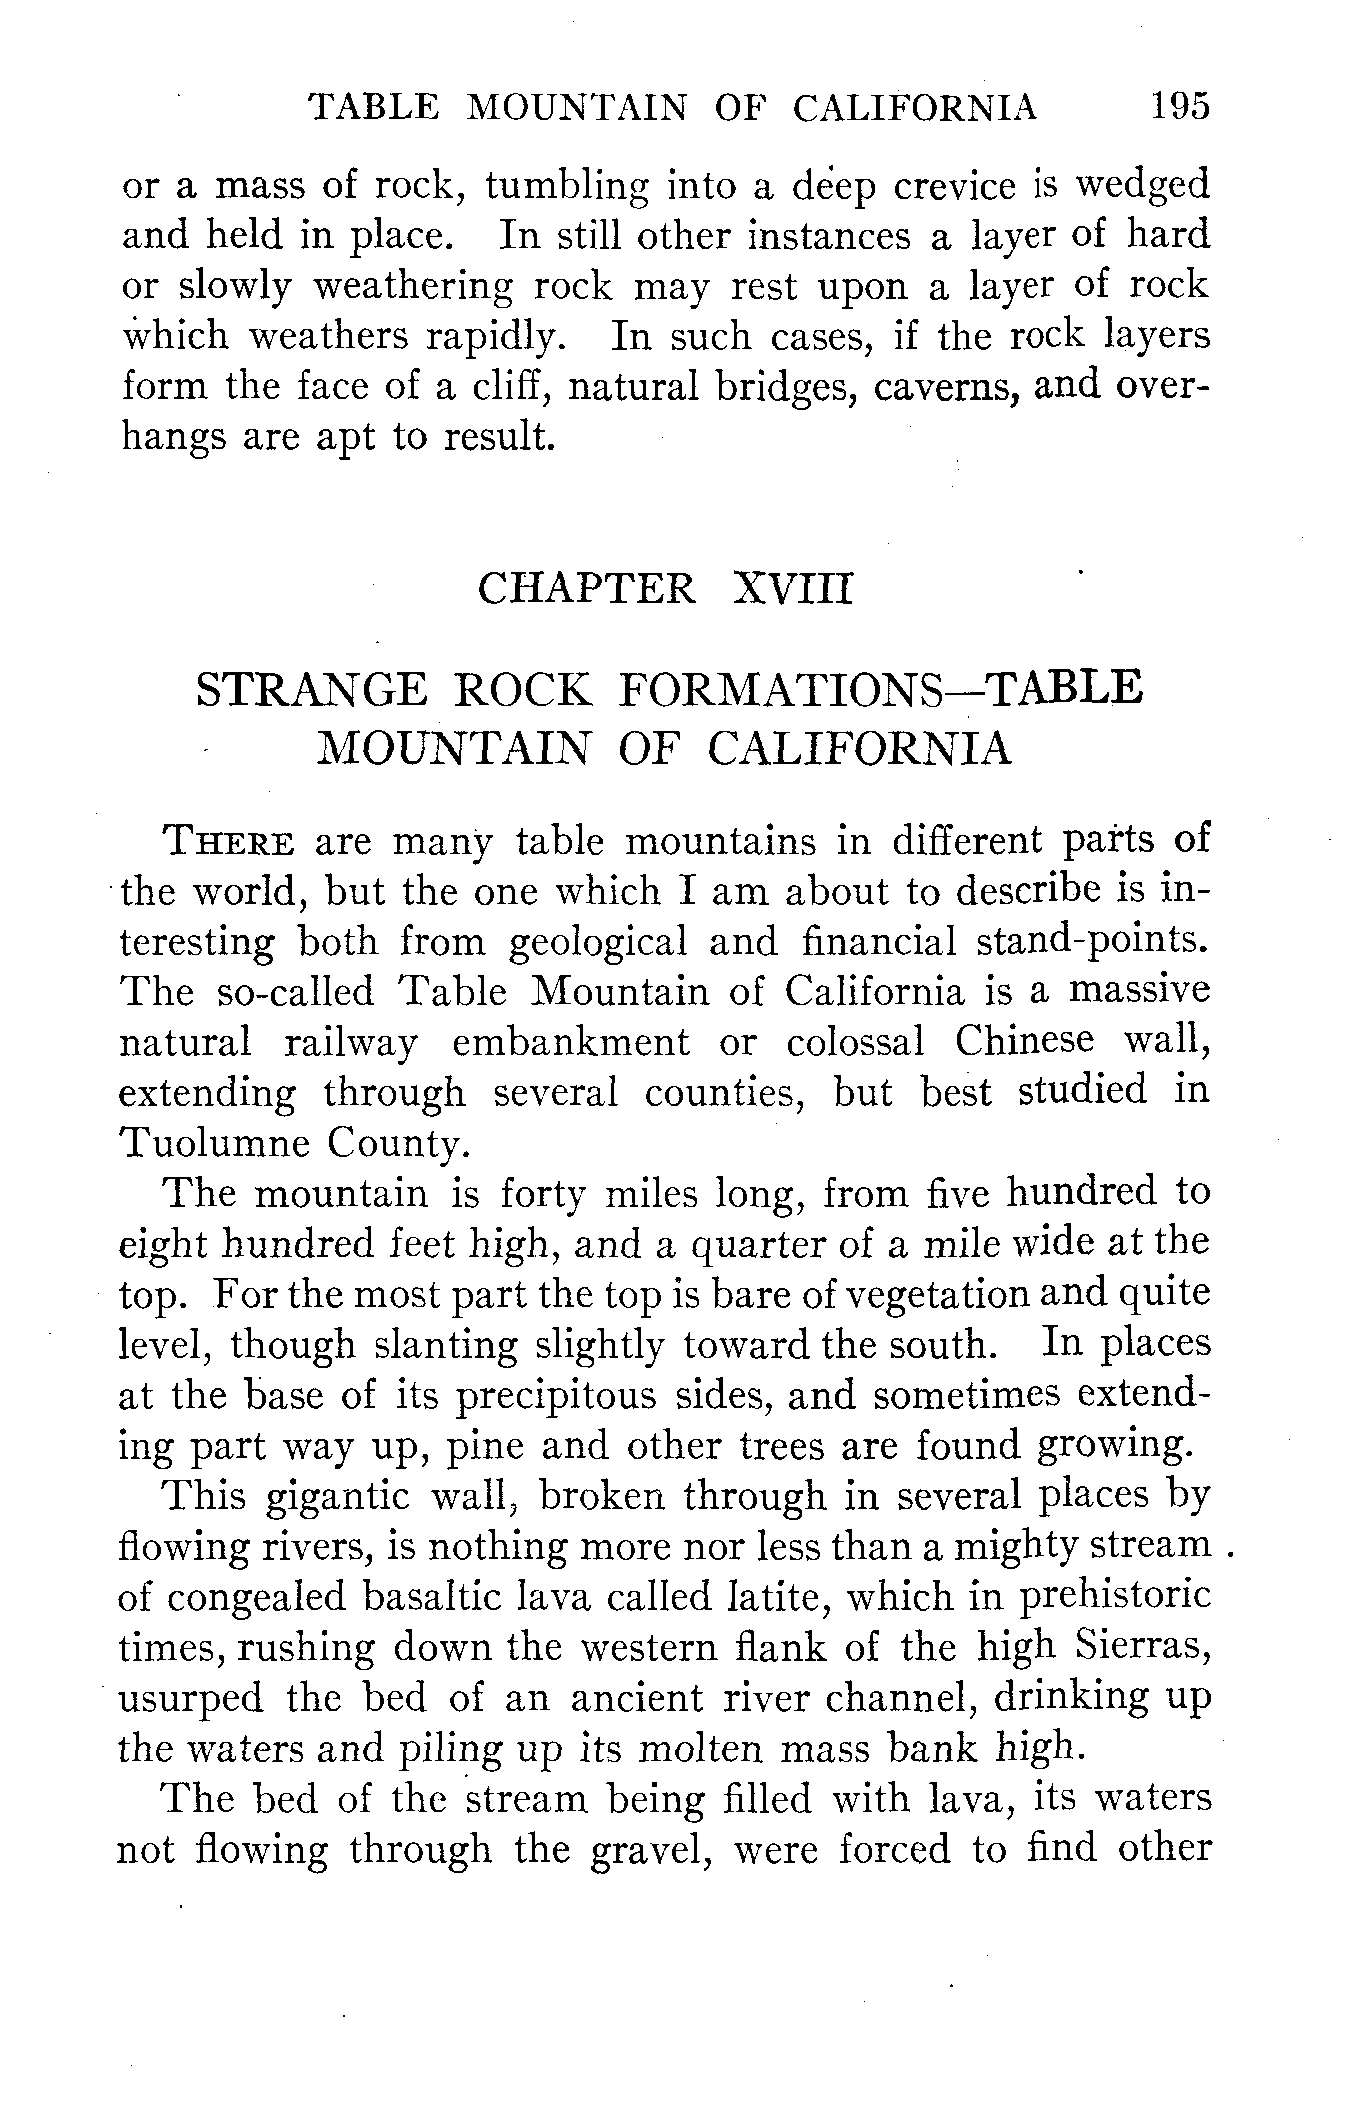 TABLE MOUNTAIN OF CALIFORNIA 195
or a mass of rock, tumbling into a deep crevice is wedged
and held in place. In still other instances a layer of hard
or slowly weathering rock may rest upon a layer of rock
which weathers rapidly. In such cases, if the rock layers
form the face of a cliff, natural bridges, caverns, and over-
hangs are apt to result.
CHAPTER XVIII
STRANGE ROCK FORMATIONS—TABLE
MOUNTAIN OF CALIFORNIA
THERE are many table mountains in different parts of
the world, but the one which I am about to describe is in-
teresting both from geological and financial stand-points.
The so-called Table Mountain of California is a massive
natural railway embankment or colossal Chinese wall,
extending through several counties, but best studied in
Tuolumne County.
The mountain is forty miles long, from five hundred to
eight hundred feet high, and a quarter of a mile wide at the
top. For the most part the top is bare of vegetation and quite
level, though slanting slightly toward the south. In places
at the base of its precipitous sides, and sometimes extend-
ing part way up, pine and other trees are found growing.
This gigantic wall, broken through in several places by
flowing rivers, is nothing more nor less than a mighty stream
of congealed basaltic lava called latite, which in prehistoric
times, rushing down the western flank of the high Sierras,
usurped the bed of an ancient river channel, drinking up
the waters and piling up its molten mass bank high.
The bed of the stream being filled with lava, its waters
not flowing through the gravel, were forced to find other